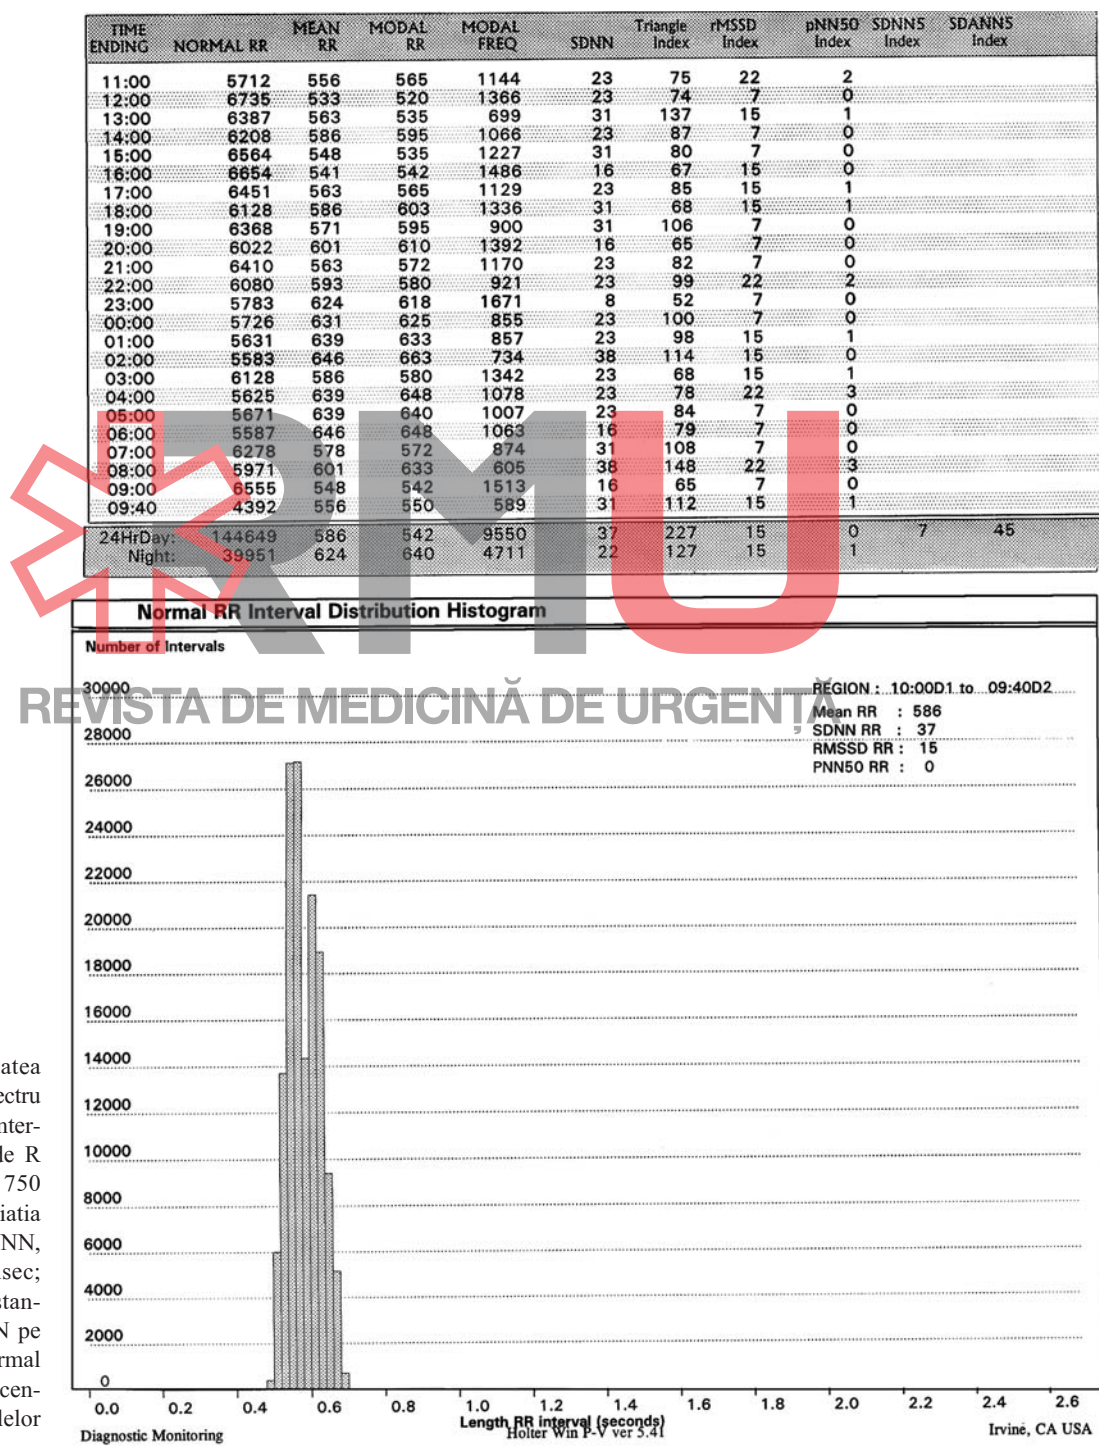 TIME MEAN MODAL MODAL Triangle rMSSD pNN50 SDNN5 SDANN5
ENDING NORMAL RR RR RR FREQ SDNN Index Index Index Index Index
11:00 5712 556 565 1144 23 75 22 2
12:00 6735 533 520 1366 23 74 7 0
13:00 6387 563 535 699 31 137 15 1
14:00 6208 586 595 1066 23 87 7 0
15:00 6564 548 535 1227 31 80 7 0
16:00 6654 541 542 1486 16 67 15 0
17:00 6451 563 565 1129 23 85 15 1
18:00 6128 586 603 1336 31 68 15 1
19:00 6368 571 595 900 31 106 7 0
20:00 6022 601 610 1392 16 65 7 0
21:00 6410 563 572 1170 23 82 7 0
22:00 6080 593 580 921 23 99 22 2
23:00 5783 624 618 1671 8 52 7 0
00:00 5726 631 625 855 23 100 7 0
01:00 5631 639 633 857 23 98 15 1
02:00 5583 646 663 734 38 114 15 0
03:00 6128 586 580 1342 23 68 15 1
04:00 5625 639 648 1078 23 78 22 3
05:00 5671 639 640 1007 23 84 7 0
06:00 5587 646 648 1063 16 79 7 0
07:00 6278 578 572 874 31 108 7 0
08:00 5971 601 633 605 38 148 22 3
09:00 6555 548 542 1513 16 65 7 0
09:40 4392 556 550 589 31 112 15 1
24HrDay: 144649 586 542 9550 37 227 15 0 7 45
Night: 39951 624 640 4711 22 127 15 1
RMU
REVISTA DE MEDICINĂ DE URGENȚĂ
Normal RR Interval Distribution Histogram
Number of Intervals
30000
REGION : 10:00D1 to 09:40D2
Mean RR : 586
SDNN RR : 37
RMSSD RR : 15
PNN50 RR : 0
28000
26000
24000
22000
20000
18000
16000
14000
12000
10000
8000
6000
4000
2000
0
0.0 0.2 0.4 0.6 0.8 1.0 1.2 1.4 1.6 1.8 2.0 2.2 2.4 2.6
Length RR interval (seconds)
Diagnostic Monitoring Holter Win P-V ver 5.41 Irvine, CA USA
atea
ectru
nter-
le R
750
iatia
NN,
sec;
stan-
N pe
rmal
cen-
lelor